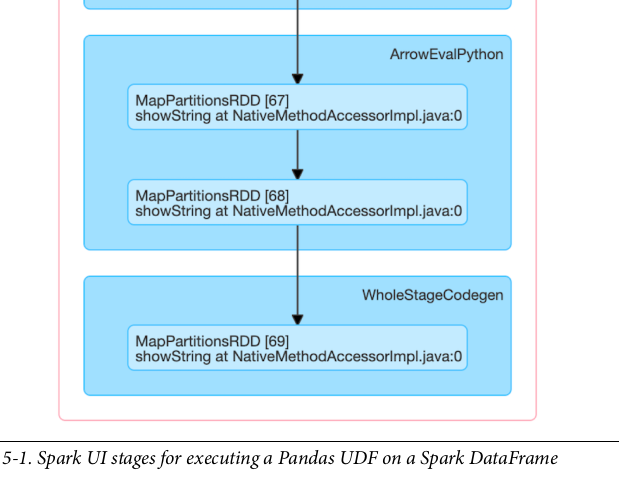 ArrowEvalPython
MapPartitionsRDD [67]
showString at NativeMethodAccessorImpl.java:0
MapPartitionsRDD [68]
showString at NativeMethodAccessorImpl.java:0
WholeStageCodegen
MapPartitionsRDD [69]
showString at NativeMethodAccessorImpl.java:0
5-1. Spark UI stages for executing a Pandas UDF on a Spark DataFrame